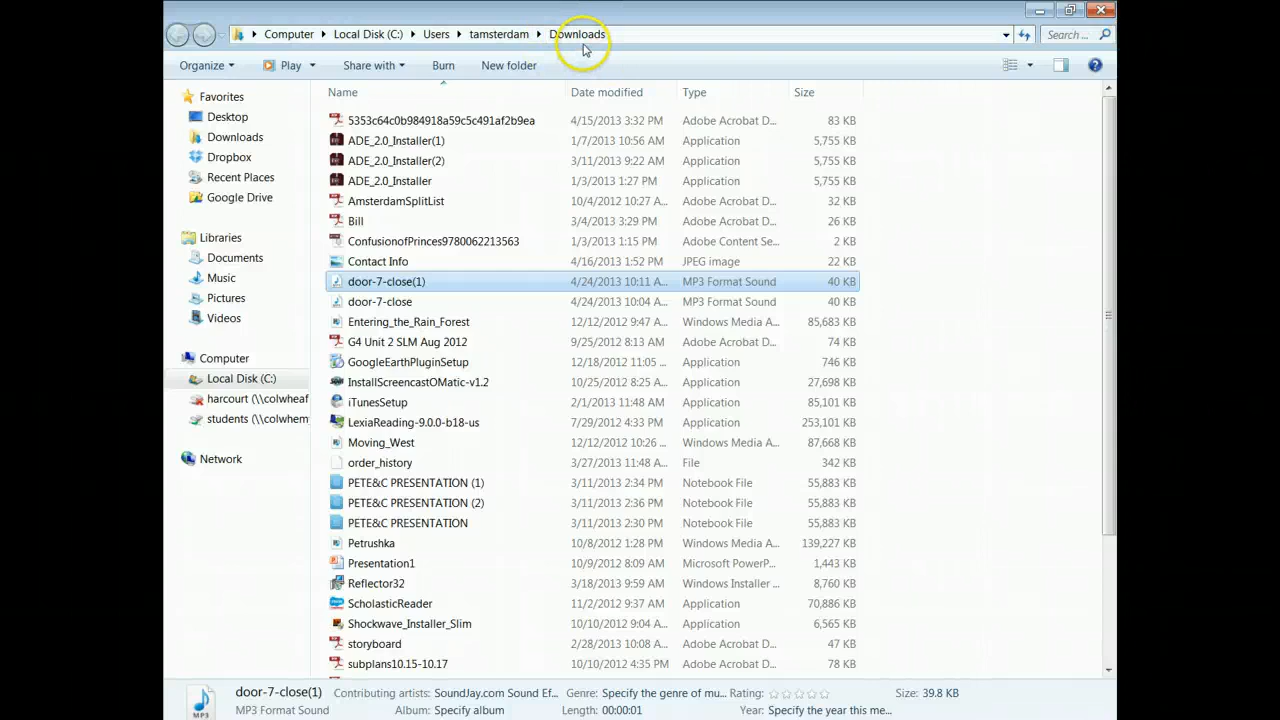 Computer Local Disk (C:) Users tamsterdam Downloads Search ...
Organize Play Share with Burn New folder
Name Date modified Type Size
Favorites
Desktop
Downloads
Dropbox
Recent Places
Google Drive
Libraries
Documents
Music
Pictures
Videos
Computer
Local Disk (C:)
harcourt (\\colwheaf
students (\\colwhem
Network
5353c64c0b984918a59c5c491af2b9ea 4/15/2013 3:32 PM Adobe Acrobat D... 83 KB
ADE_2.0_Installer(1) 1/7/2013 10:56 AM Application 5,755 KB
ADE_2.0_Installer(2) 3/11/2013 9:22 AM Application 5,755 KB
ADE_2.0_Installer 1/3/2013 1:27 PM Application 5,755 KB
AmsterdamSplitList 10/4/2012 10:27 A... Adobe Acrobat D... 32 KB
Bill 3/4/2013 3:29 PM Adobe Acrobat D... 26 KB
ConfusionofPrinces9780062213563 1/3/2013 1:15 PM Adobe Content Se... 2 KB
Contact Info 4/16/2013 1:52 PM JPEG image 22 KB
door-7-close(1) 4/24/2013 10:11 A... MP3 Format Sound 40 KB
door-7-close 4/24/2013 10:04 A... MP3 Format Sound 40 KB
Entering_the_Rain_Forest 12/12/2012 9:47 A... Windows Media A... 85,683 KB
G4 Unit 2 SLM Aug 2012 9/25/2012 8:13 AM Adobe Acrobat D... 74 KB
GoogleEarthPluginSetup 12/18/2012 11:05 ... Application 746 KB
InstallScreencastOMatic-v1.2 10/25/2012 8:25 A... Application 27,698 KB
iTunesSetup 2/1/2013 11:48 AM Application 85,101 KB
LexiaReading-9.0.0-b18-us 7/29/2012 4:33 PM Application 253,101 KB
Moving_West 12/12/2012 10:26 ... Windows Media A... 87,668 KB
order_history 3/27/2013 11:48 A... File 342 KB
PETE&C PRESENTATION (1) 3/11/2013 2:34 PM Notebook File 55,883 KB
PETE&C PRESENTATION (2) 3/11/2013 2:36 PM Notebook File 55,883 KB
PETE&C PRESENTATION 3/11/2013 2:30 PM Notebook File 55,883 KB
Petrushka 10/8/2012 1:28 PM Windows Media A... 139,227 KB
Presentation1 10/9/2012 8:09 AM Microsoft PowerP... 1,443 KB
Reflector32 3/18/2013 9:59 AM Windows Installer ... 8,760 KB
ScholasticReader 11/2/2012 9:37 AM Application 70,886 KB
Shockwave_Installer_Slim 10/10/2012 9:04 A... Application 6,565 KB
storyboard 2/28/2013 10:08 A... Adobe Acrobat D... 47 KB
subplans10.15-10.17 10/10/2012 4:35 PM Adobe Acrobat D... 78 KB
door-7-close(1) Contributing artists: SoundJay.com Sound Ef... Genre: Specify the genre of mu... Rating: Size: 39.8 KB
MP3 Format Sound Album: Specify album Length: 00:00:01 Year: Specify the year this me...
MP3